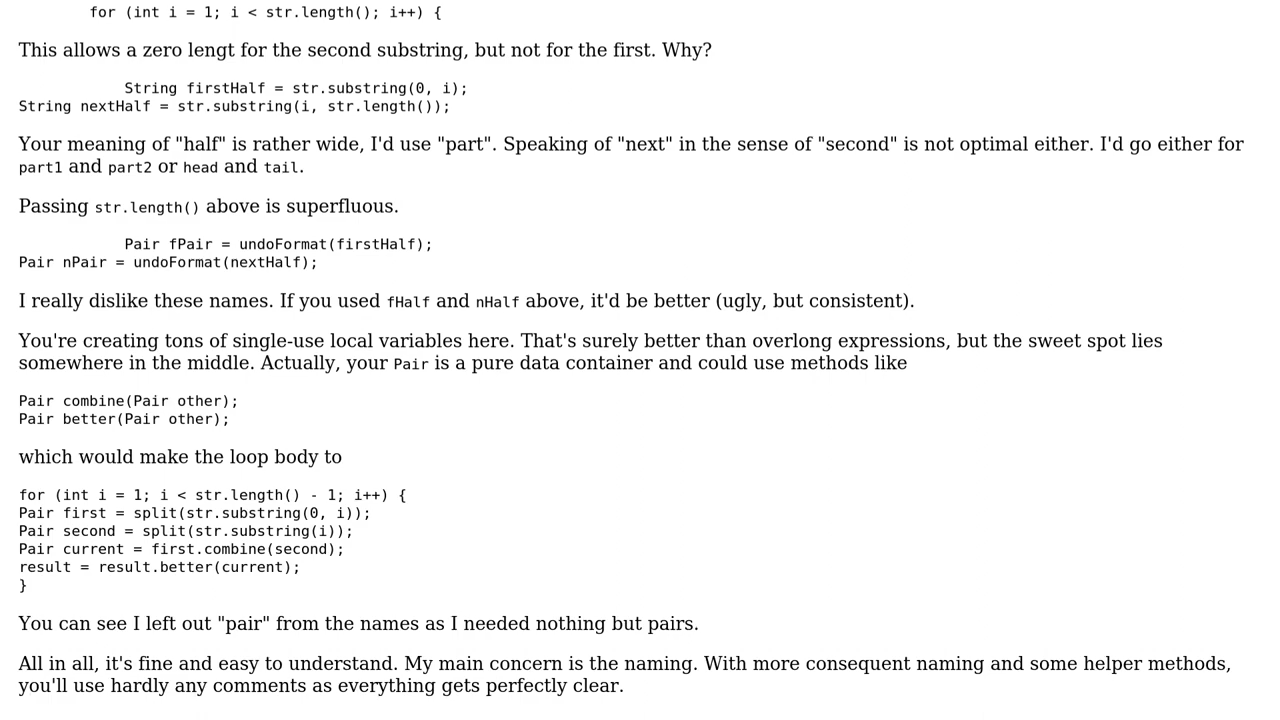 for (int i = 1; i < str.length(); i++) {
This allows a zero lengt for the second substring, but not for the first. Why?
String firstHalf = str.substring(0, i);
String nextHalf = str.substring(i, str.length());
Your meaning of "half" is rather wide, I'd use "part". Speaking of "next" in the sense of "second" is not optimal either. I'd go either for
part1 and part2 or head and tail.
Passing str.length() above is superfluous.
Pair fPair = undoFormat(firstHalf);
Pair nPair = undoFormat(nextHalf);
I really dislike these names. If you used fHalf and nHalf above, it'd be better (ugly, but consistent).
You're creating tons of single-use local variables here. That's surely better than overlong expressions, but the sweet spot lies
somewhere in the middle. Actually, your Pair is a pure data container and could use methods like
Pair combine(Pair other);
Pair better(Pair other);
which would make the loop body to
for (int i = 1; i < str.length() - 1; i++) {
Pair first = split(str.substring(0, i));
Pair second = split(str.substring(i));
Pair current = first.combine(second);
result = result.better(current);
}
You can see I left out "pair" from the names as I needed nothing but pairs.
All in all, it's fine and easy to understand. My main concern is the naming. With more consequent naming and some helper methods,
you'll use hardly any comments as everything gets perfectly clear.